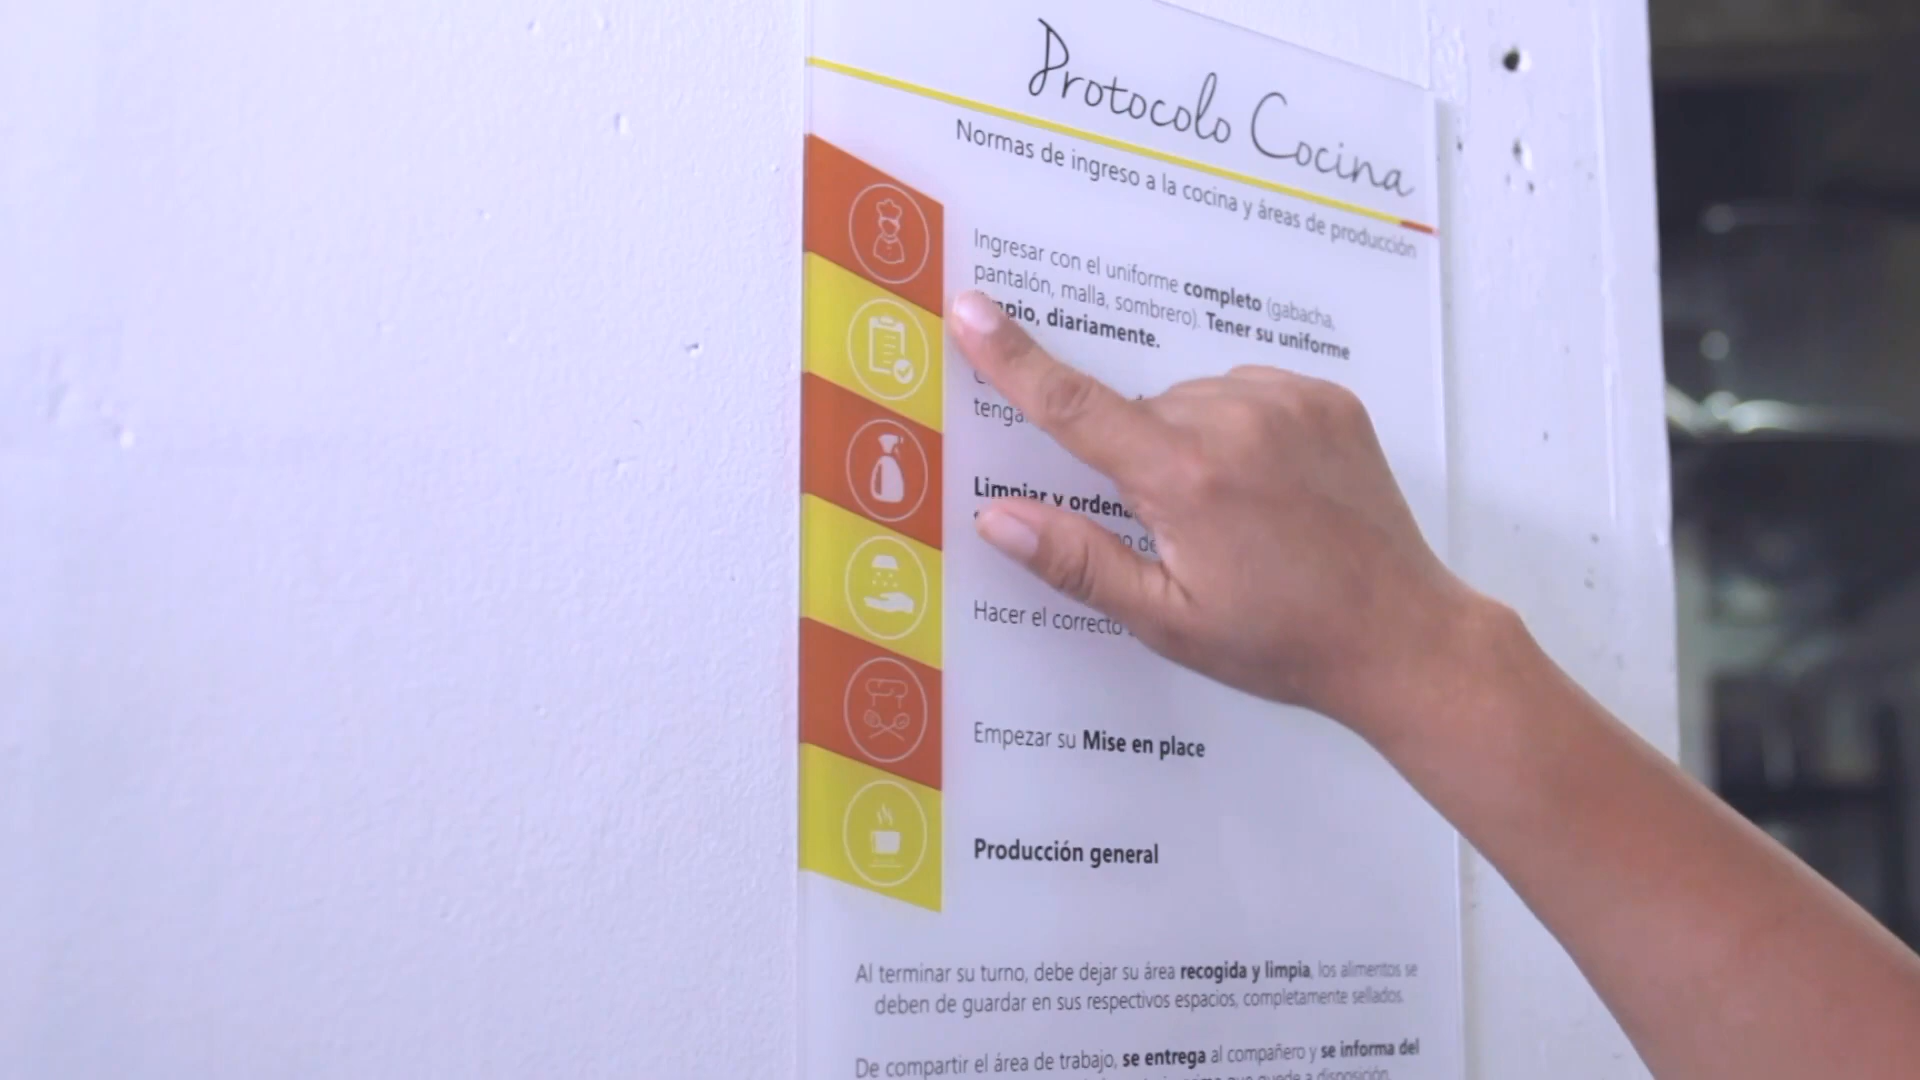 Protocolo Cocina
Normas de ingreso a la cocina y áreas de producción
Ingresar con el uniforme completo (gabacha,
pantalón, malla, sombrero). Tener su uniforme
diariamente.
Limpiar y
Hacer el correcto
Empezar su Mise en place
Producción general
Al terminar su turno, debe dejar su área recogida y limpia, los alimentos se
deben de guardar en sus respectivos espacios, completamente sellados.
De compartir el área de trabajo, se entrega al compañero y se informa del
que quede a disposición.